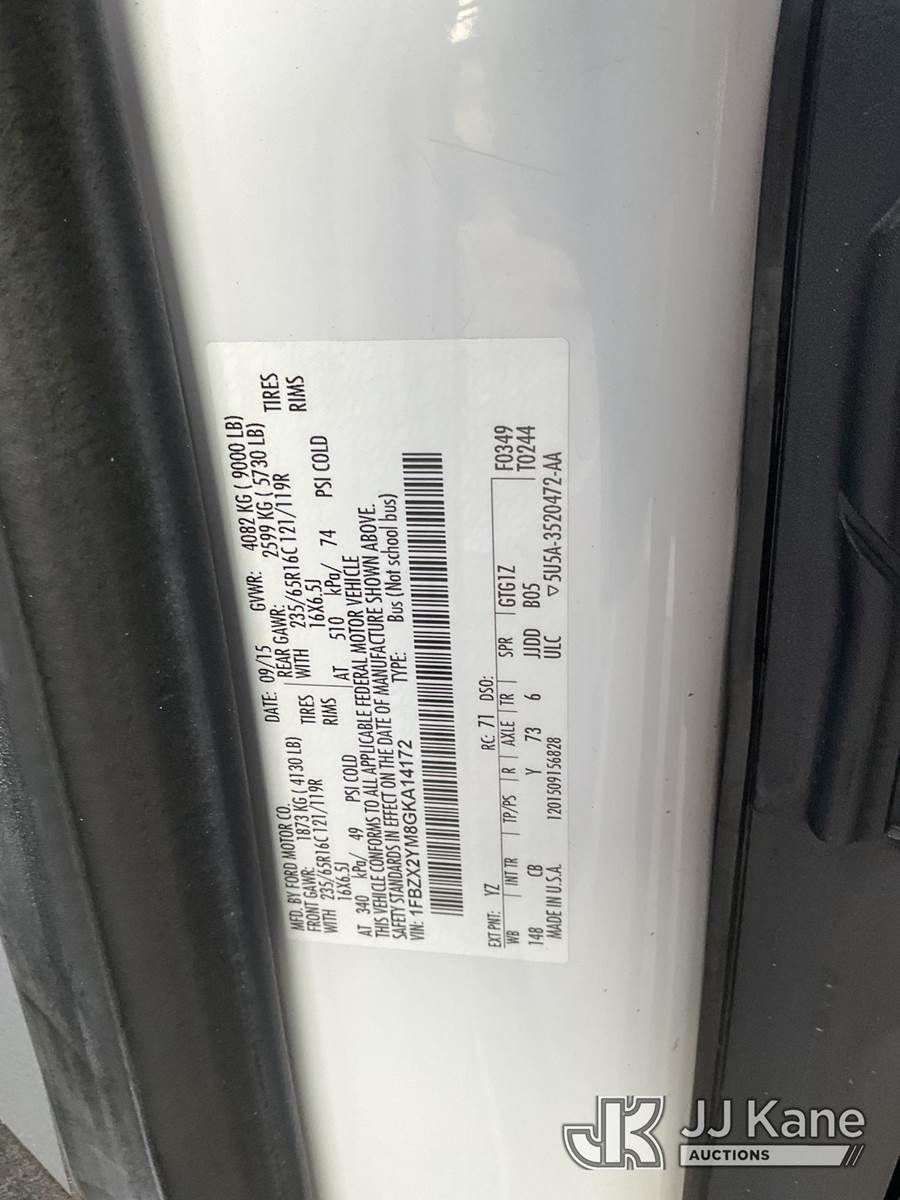 MFD. BY FORD MOTOR CO.
DATE: 09/15 GVWR: 4082 KG ( 9000 LB)
FRONT GAWR: 1873 KG ( 4130 LB) REAR GAWR: 2599 KG ( 5730 LB)
WITH 235/65R16C 121/119R TIRES WITH 235/65R16C 121/119R TIRES
16X6.5J RIMS 16X6.5J RIMS
AT 340 kPa/ 49 PSI COLD AT 510 kPa/ 74 PSI COLD
THIS VEHICLE CONFORMS TO ALL APPLICABLE FEDERAL MOTOR VEHICLE
SAFETY STANDARDS IN EFFECT ON THE DATE OF MANUFACTURE SHOWN ABOVE.
VIN: 1FBZX2YM8GKA14172 TYPE: Bus (Not school bus)
EXT PNT: YZ RC: 71 DSO:
WB INT TR TP/PS R AXLE TR SPR GTG1Z F0349
148 CB Y 73 6 JJDD B05 T0244
MADE IN U.S.A. 1201509156828 ULC ▽5U5A-3520472-AA
JK JJ Kane
AUCTIONS